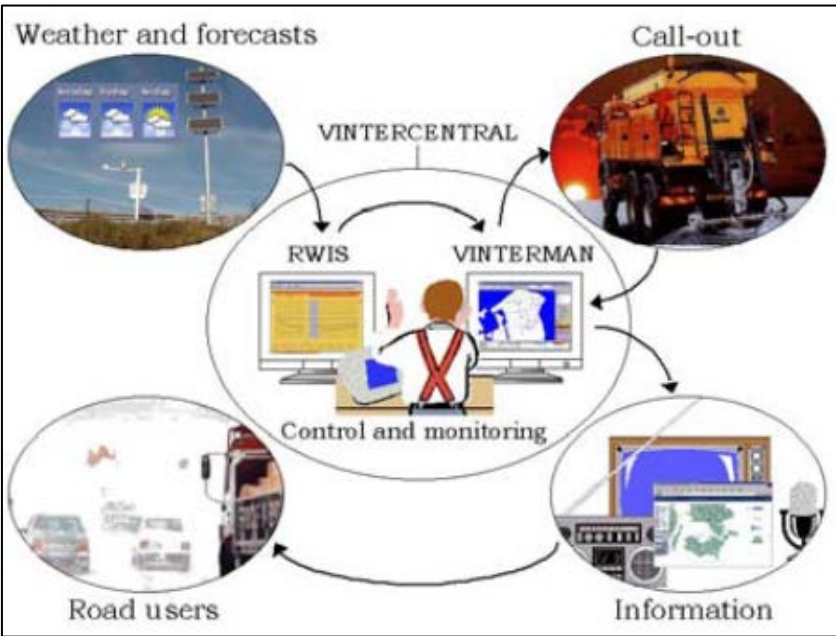 Weather and forecasts
Call-out
VINTERCENTRAL
RWIS
VINTERMAN
Control and monitoring
Road users
Information